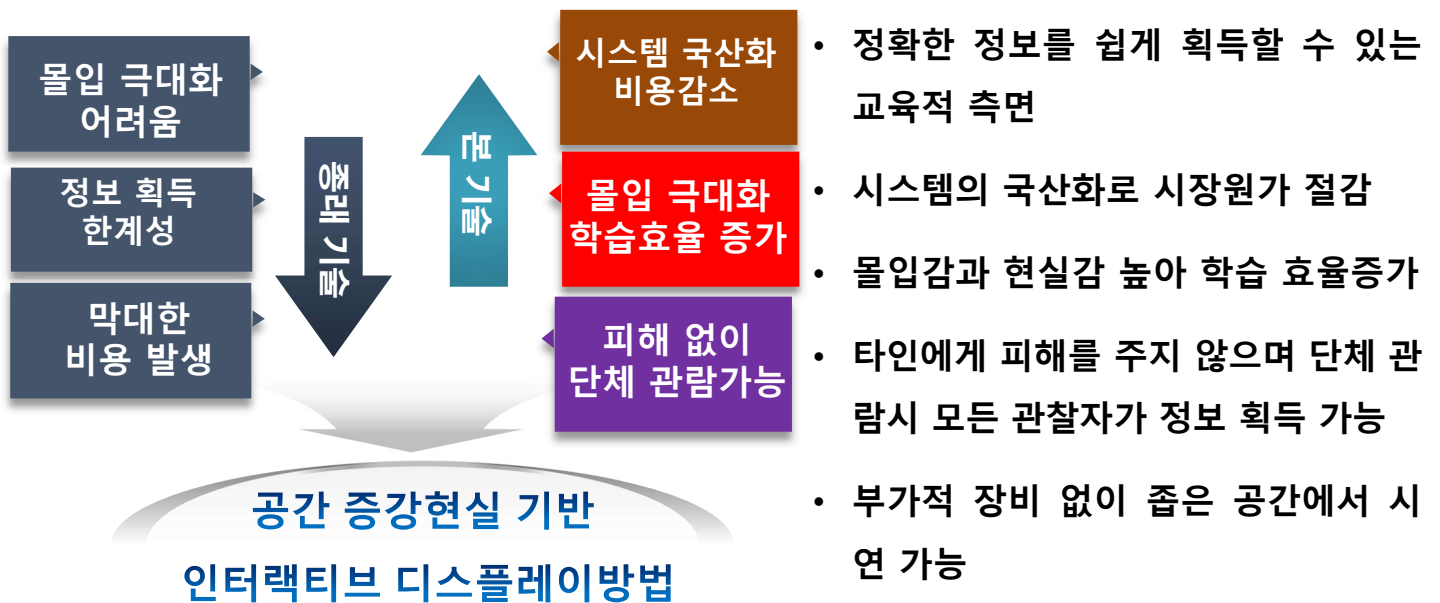 몰입 극대화
어려움
정보 획득
한계성
막대한
비용 발생
종래 기술
본 기술
시스템 국산화
비용감소
몰입 극대화
학습효율 증가
피해 없이
단체 관람가능
공간 증강현실 기반
인터랙티브 디스플레이방법
• 정확한 정보를 쉽게 획득할 수 있는
교육적 측면
• 시스템의 국산화로 시장원가 절감
• 몰입감과 현실감 높아 학습 효율증가
• 타인에게 피해를 주지 않으며 단체 관
람시 모든 관찰자가 정보 획득 가능
• 부가적 장비 없이 좁은 공간에서 시
연 가능